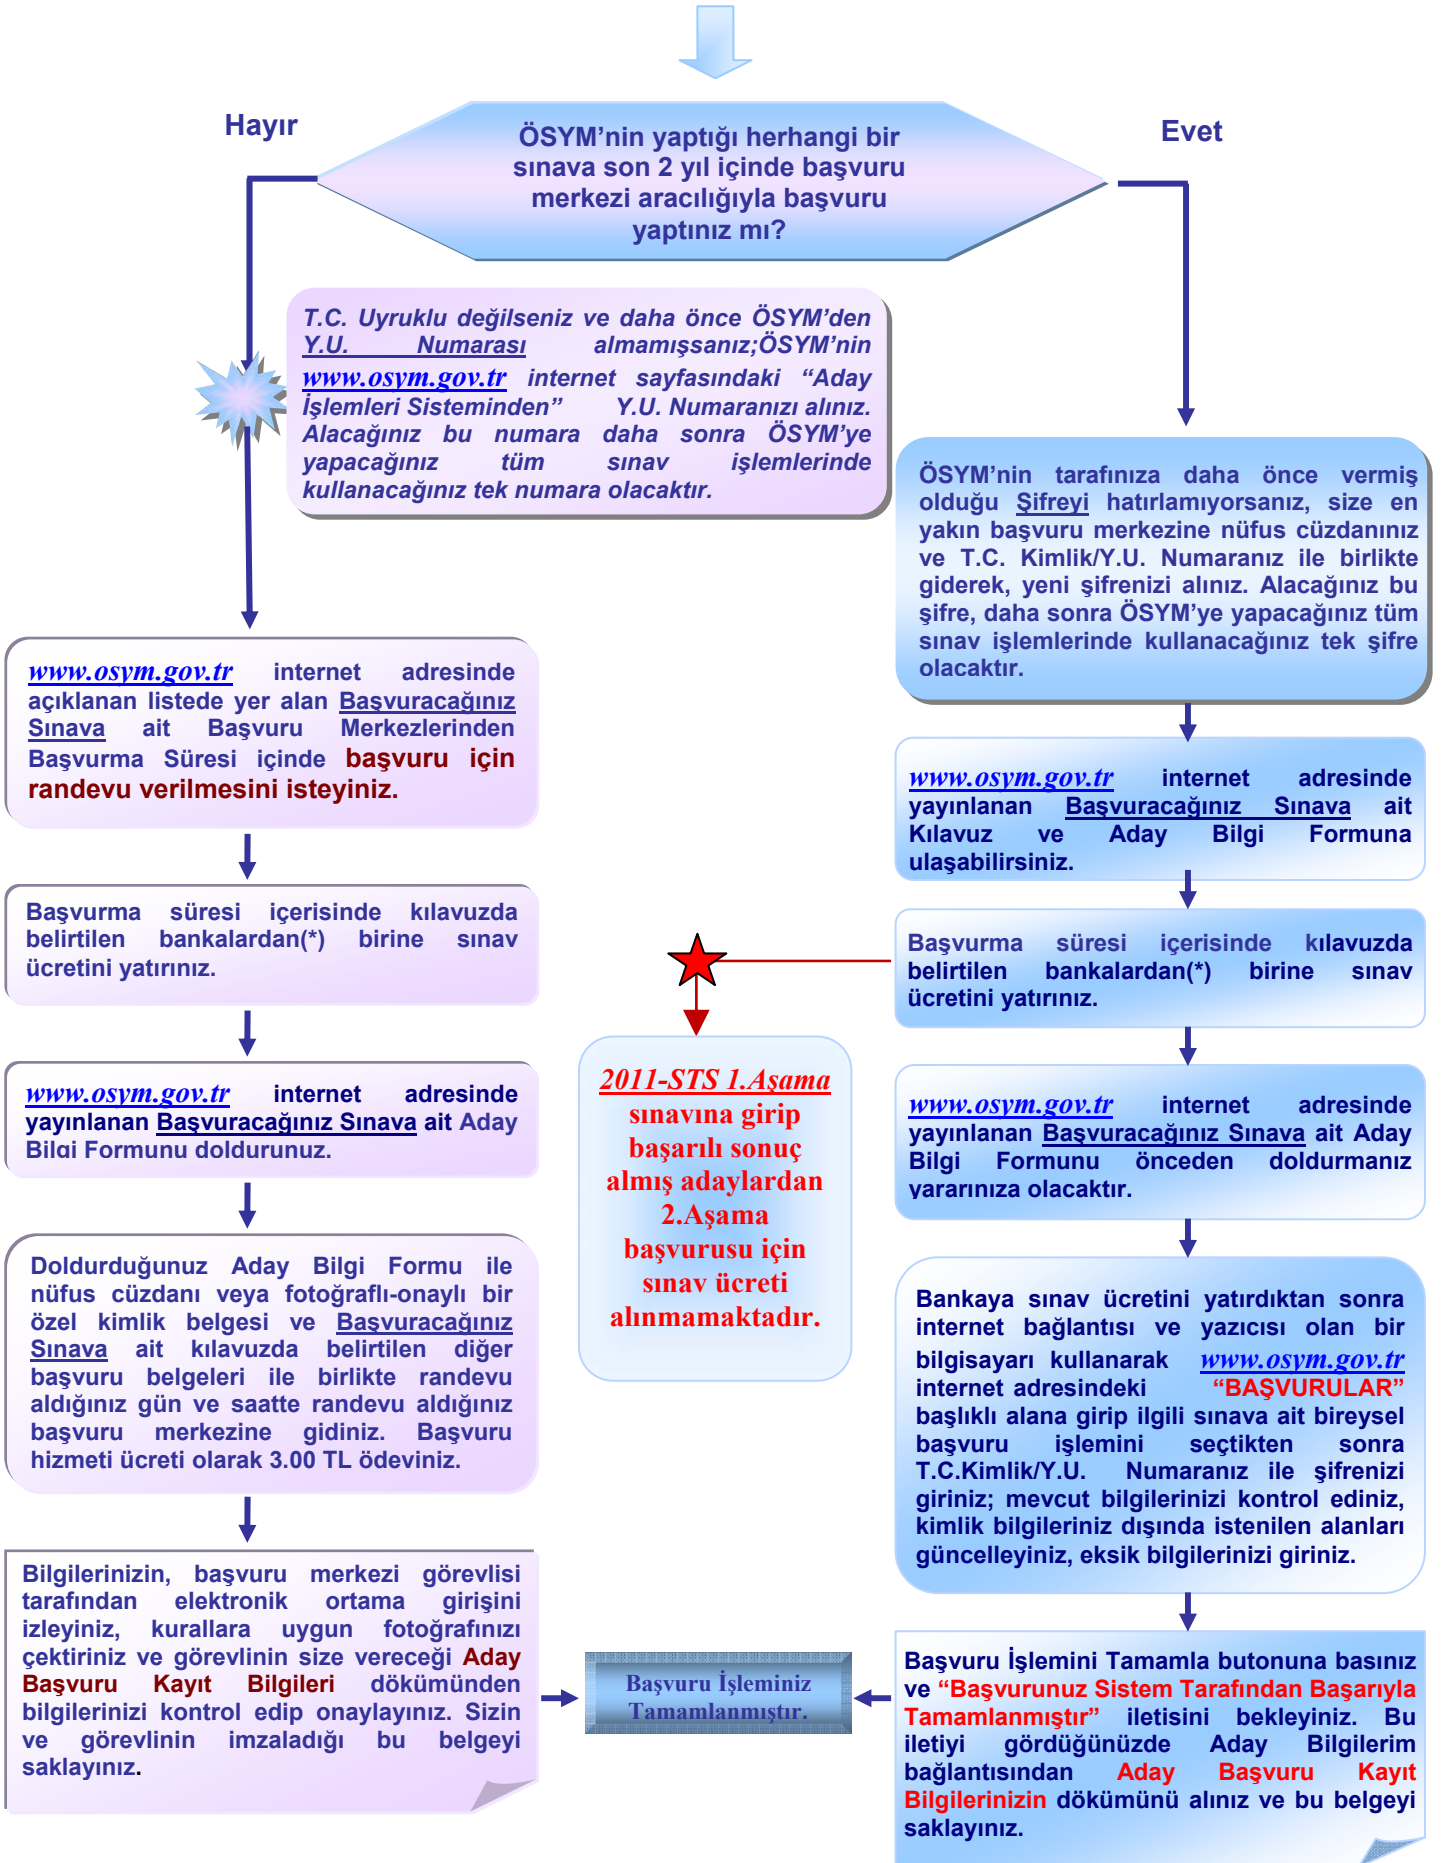 Hayır
ÖSYM’nin yaptığı herhangi bir
sınava son 2 yıl içinde başvuru
merkezi aracılığıyla başvuru
yaptınız mı?
Evet
T.C. Uyruklu değilseniz ve daha önce ÖSYM’den
Y.U. Numarası almamışsanız;ÖSYM’nin
www.osym.gov.tr internet sayfasındaki “Aday
İşlemleri Sisteminden” Y.U. Numaranızı alınız.
Alacağınız bu numara daha sonra ÖSYM’ye
yapacağınız tüm sınav işlemlerinde
kullanacağınız tek numara olacaktır.
www.osym.gov.tr internet adresinde
açıklanan listede yer alan Başvuracağınız
Sınava ait Başvuru Merkezlerinden
Başvurma Süresi içinde başvuru için
randevu verilmesini isteyiniz.
Başvurma süresi içerisinde kılavuzda
belirtilen bankalardan(*) birine sınav
ücretini yatırınız.
www.osym.gov.tr internet adresinde
yayınlanan Başvuracağınız Sınava ait Aday
Bilgi Formunu doldurunuz.
Doldurduğunuz Aday Bilgi Formu ile
nüfus cüzdanı veya fotoğraflı-onaylı bir
özel kimlik belgesi ve Başvuracağınız
Sınava ait kılavuzda belirtilen diğer
başvuru belgeleri ile birlikte randevu
aldığınız gün ve saatte randevu aldığınız
başvuru merkezine gidiniz. Başvuru
hizmeti ücreti olarak 3.00 TL ödeyiniz.
Bilgilerinizin, başvuru merkezi görevlisi
tarafından elektronik ortama girişini
izleyiniz, kurallara uygun fotoğrafınızı
çektiriniz ve görevlinin size vereceği Aday
Başvuru Kayıt Bilgileri dökümünden
bilgilerinizi kontrol edip onaylayınız. Sizin
ve görevlinin imzaladığı bu belgeyi
saklayınız.
2011-STS 1.Aşama
sınavına girip
başarılı sonuç
almış adaylardan
2.Aşama
başvurusu için
sınav ücreti
alınmamaktadır.
Başvuru İşleminiz
Tamamlanmıştır.
ÖSYM’nin tarafınıza daha önce vermiş
olduğu Şifreyi hatırlamıyorsanız, size en
yakın başvuru merkezine nüfus cüzdanınız
ve T.C. Kimlik/Y.U. Numaranız ile birlikte
giderek, yeni şifrenizi alınız. Alacağınız bu
şifre, daha sonra ÖSYM’ye yapacağınız tüm
sınav işlemlerinde kullanacağınız tek şifre
olacaktır.
www.osym.gov.tr internet adresinde
yayınlanan Başvuracağınız Sınava ait
Kılavuz ve Aday Bilgi Formuna
ulaşabilirsiniz.
Başvurma süresi içerisinde kılavuzda
belirtilen bankalardan(*) birine sınav
ücretini yatırınız.
www.osym.gov.tr internet adresinde
yayınlanan Başvuracağınız Sınava ait Aday
Bilgi Formunu önceden doldurmanız
yararınıza olacaktır.
Bankaya sınav ücretini yatırdıktan sonra
internet bağlantısı ve yazıcısı olan bir
bilgisayarı kullanarak www.osym.gov.tr
internet adresindeki “BAŞVURULAR”
başlıklı alana girip ilgili sınava ait bireysel
başvuru işlemini seçtikten sonra
T.C.Kimlik/Y.U. Numaranız ile şifrenizi
giriniz; mevcut bilgilerinizi kontrol ediniz,
kimlik bilgileriniz dışında istenilen alanları
güncelleyiniz, eksik bilgilerinizi giriniz.
Başvuru İşlemini Tamamla butonuna basınız
ve “Başvurunuz Sistem Tarafından Başarıyla
Tamamlanmıştır” iletisini bekleyiniz. Bu
iletiyi gördüğünüzde Aday Bilgilerim
bağlantısından Aday Başvuru Kayıt
Bilgilerinizin dökümünü alınız ve bu belgeyi
saklayınız.